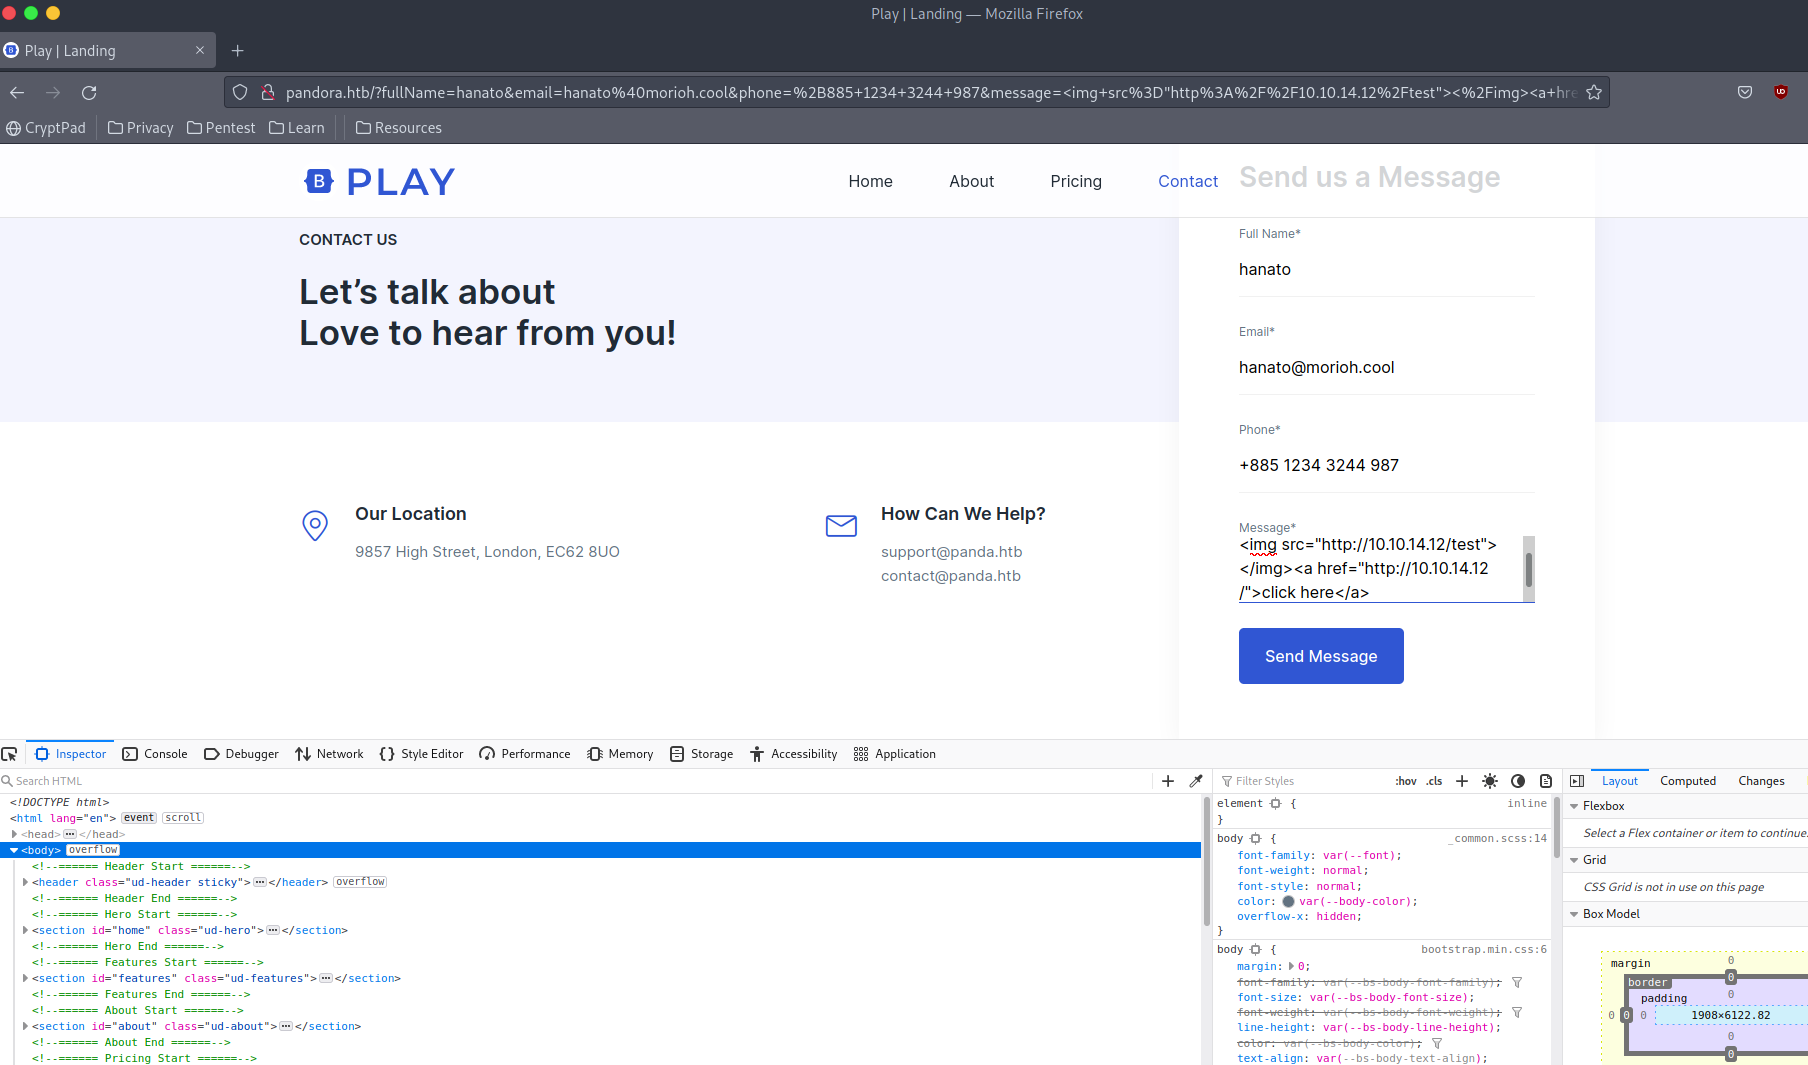 Play | Landing — Mozilla Firefox
Play | Landing
pandora.htb/?fullName=hanato&email=hanato%40morioh.cool&phone=%2B885+1234+3244+987&message=<img+src%3D"http%3A%2F%2F10.10.14.12%2Ftest"><%2Fimg><a+hre
CryptPad Privacy Pentest Learn Resources
B PLAY Home About Pricing Contact Send us a Message
CONTACT US
Let’s talk about
Love to hear from you!
Full Name*
hanato
Email*
hanato@morioh.cool
Phone*
+885 1234 3244 987
Our Location
9857 High Street, London, EC62 8UO
How Can We Help?
support@panda.htb
contact@panda.htb
Message*
<img src="http://10.10.14.12/test">
</img><a href="http://10.10.14.12
/">click here</a>
Send Message
Inspector Console Debugger Network Style Editor Performance Memory Storage Accessibility Application
Search HTML
<!DOCTYPE html>
<html lang="en"> event scroll
<head> ⋯ </head>
<body> overflow
<!--====== Header Start ======-->
<header class="ud-header sticky"> ⋯ </header> overflow
<!--====== Header End ======-->
<!--====== Hero Start ======-->
<section id="home" class="ud-hero"> ⋯ </section>
<!--====== Hero End ======-->
<!--====== Features Start ======-->
<section id="features" class="ud-features"> ⋯ </section>
<!--====== Features End ======-->
<!--====== About Start ======-->
<section id="about" class="ud-about"> ⋯ </section>
<!--====== About End ======-->
<!--====== Pricing Start ======-->
Filter Styles :hov .cls
element { inline
}
body { _common.scss:14
font-family: var(--font);
font-weight: normal;
font-style: normal;
color: var(--body-color);
overflow-x: hidden;
}
body { bootstrap.min.css:6
margin: 0;
font-family: var(--bs-body-font-family);
font-size: var(--bs-body-font-size);
font-weight: var(--bs-body-font-weight);
line-height: var(--bs-body-line-height);
color: var(--bs-body-color);
text-align: var(--bs-body-text-align);
Layout Computed Changes
Flexbox
Select a Flex container or item to continue.
Grid
CSS Grid is not in use on this page
Box Model
margin 0
border 0
padding 0
0 0 0 1908×6122.82
0
0